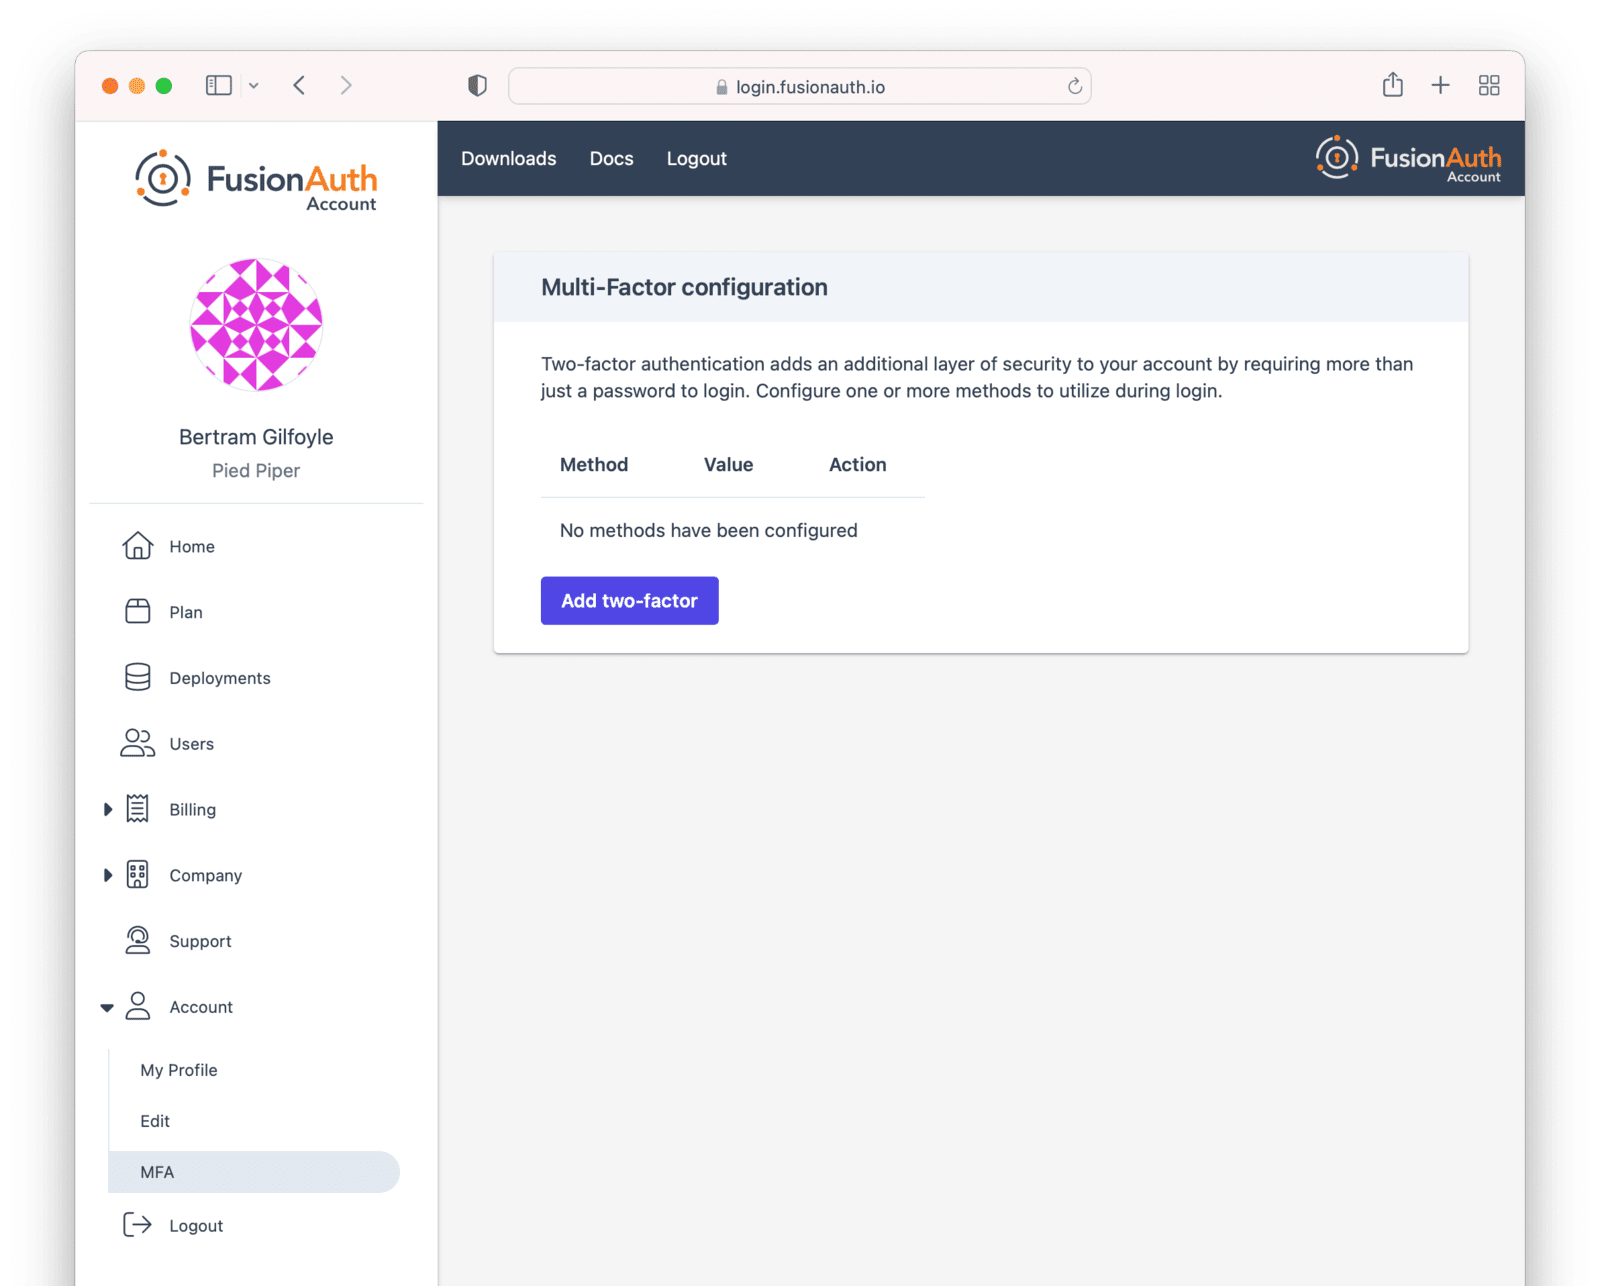 login.fusionauth.io
FusionAuth
Account
Downloads Docs Logout
FusionAuth
Account
Bertram Gilfoyle
Pied Piper
Home
Plan
Deployments
Users
Billing
Company
Support
Account
My Profile
Edit
MFA
Logout
Multi-Factor configuration
Two-factor authentication adds an additional layer of security to your account by requiring more than
just a password to login. Configure one or more methods to utilize during login.
Method Value Action
No methods have been configured
Add two-factor